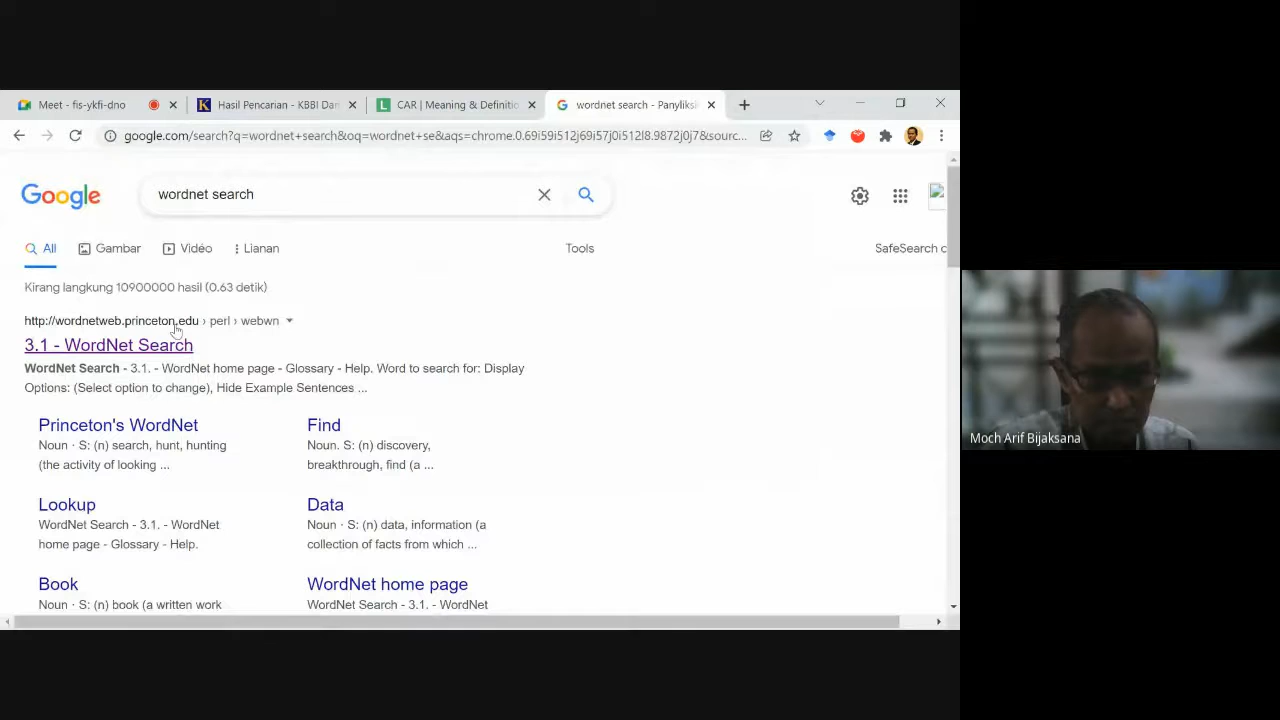 Meet - fis-ykfi-dno
Hasil Pencarian - KBBI Dar
CAR | Meaning & Definitio
wordnet search - Panyliksi
google.com/search?q=wordnet+search&oq=wordnet+se&aqs=chrome.0.69i59i512j69i57j0i512l8.9872j0j7&sourc...
Google
wordnet search
All
Gambar
Video
Lianan
Tools
SafeSearch c
Kirang langkung 10900000 hasil (0.63 detik)
http://wordnetweb.princeton.edu › perl › webwn
3.1 - WordNet Search
WordNet Search - 3.1. - WordNet home page - Glossary - Help. Word to search for: Display
Options: (Select option to change), Hide Example Sentences ...
Princeton's WordNet
Noun · S: (n) search, hunt, hunting
(the activity of looking ...
Find
Noun. S: (n) discovery,
breakthrough, find (a ...
Lookup
WordNet Search - 3.1. - WordNet
home page - Glossary - Help.
Data
Noun · S: (n) data, information (a
collection of facts from which ...
Book
Noun · S: (n) book (a written work
WordNet home page
WordNet Search - 3.1. - WordNet
Moch Arif Bijaksana